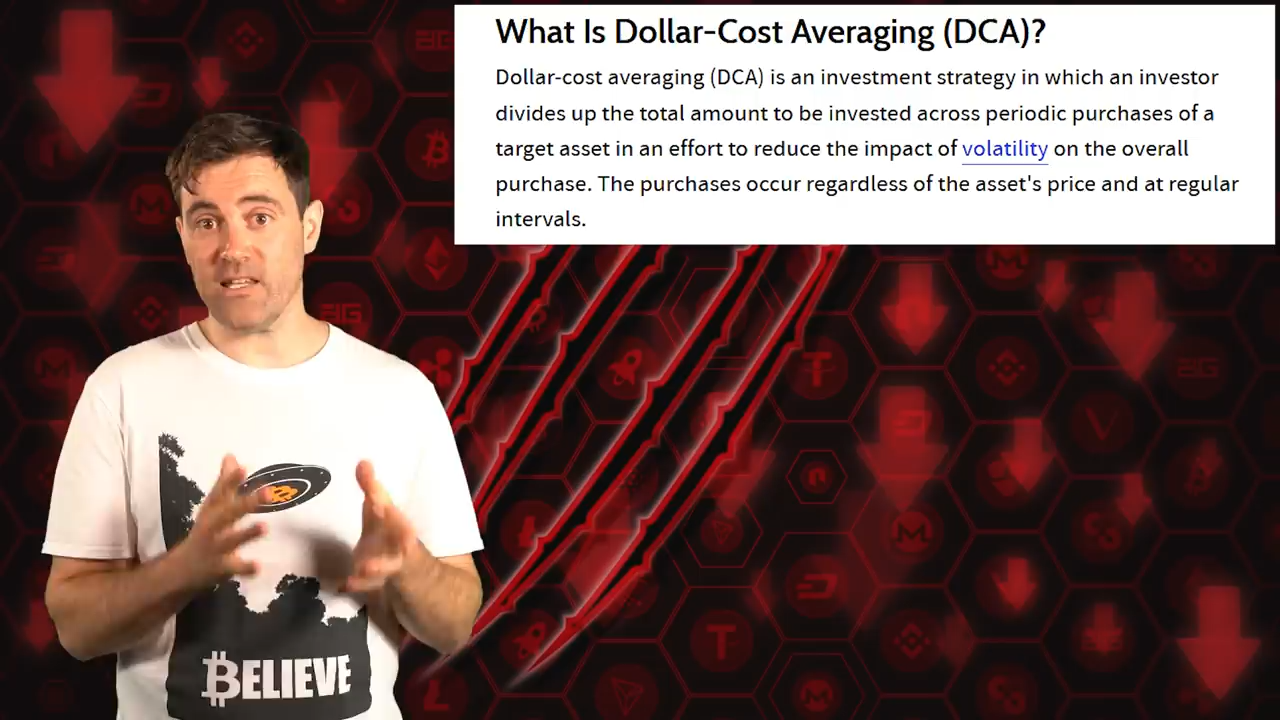 What Is Dollar-Cost Averaging (DCA)?
Dollar-cost averaging (DCA) is an investment strategy in which an investor
divides up the total amount to be invested across periodic purchases of a
target asset in an effort to reduce the impact of volatility on the overall
purchase. The purchases occur regardless of the asset's price and at regular
intervals.
₿ELIEVE